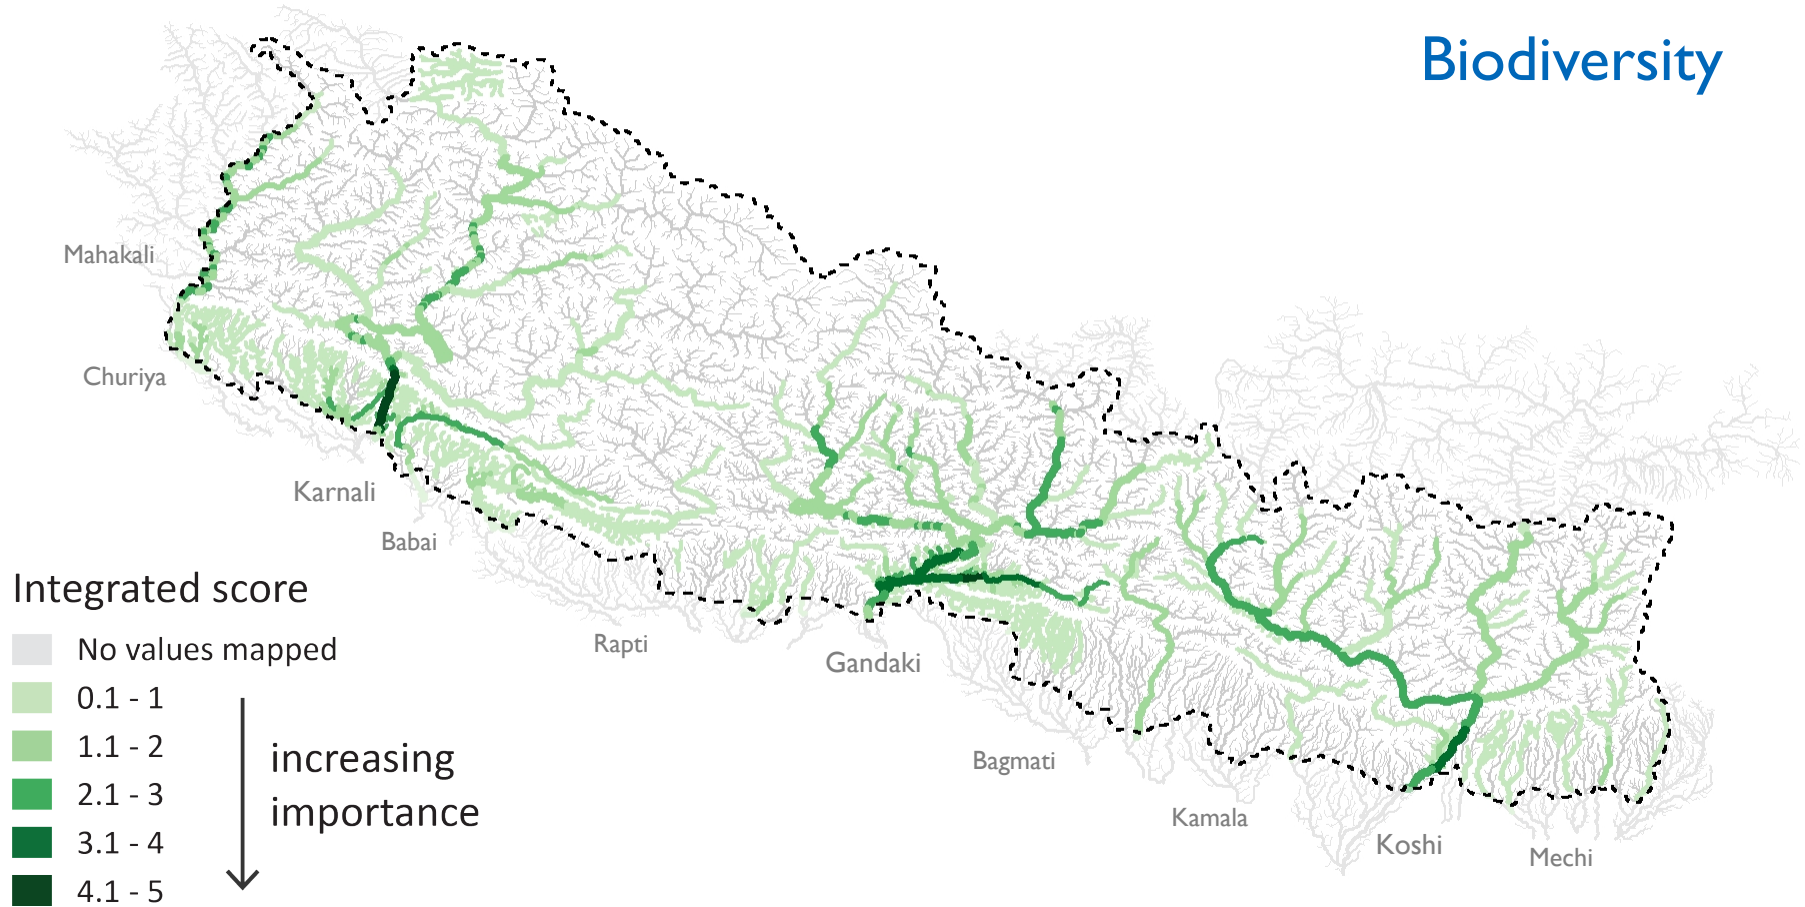 Biodiversity
Mahakali
Churiya
Karnali
Babai
Rapti
Gandaki
Bagmati
Kamala
Koshi
Mechi
Integrated score
No values mapped
0.1 - 1
1.1 - 2
2.1 - 3
3.1 - 4
4.1 - 5
increasing
importance